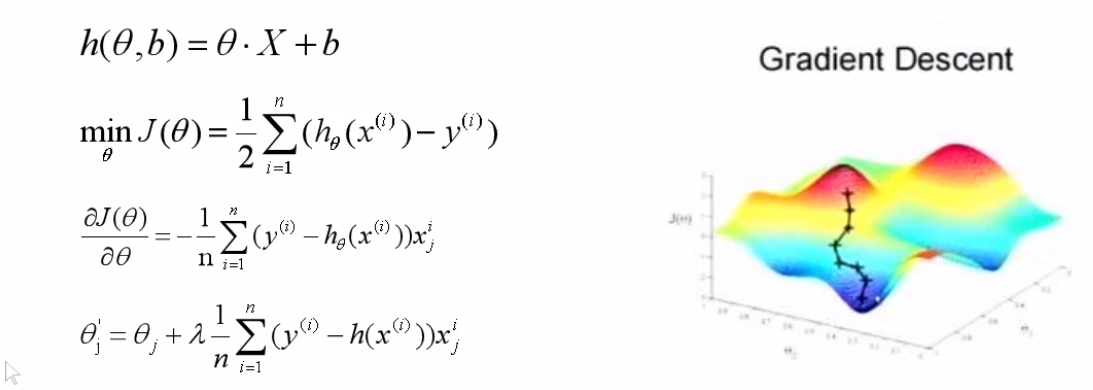 h(θ,b) = θ · X + b
min J(θ) = 1/2 ∑ i=1 n (h_θ(x^(i)) − y^(i))
θ
∂J(θ)/∂θ = − 1/n ∑ i=1 n (y^(i) − h_θ(x^(i)))x_j^i
θ_j' = θ_j + λ 1/n ∑ i=1 n (y^(i) − h(x^(i)))x_j^i
Gradient Descent